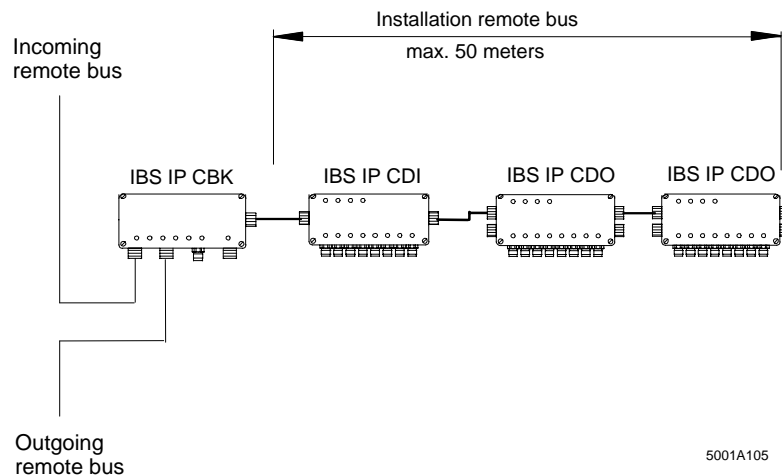 Installation remote bus
max. 50 meters
Incoming
remote bus
IBS IP CBK
IBS IP CDI
IBS IP CDO
IBS IP CDO
Outgoing
remote bus
5001A105